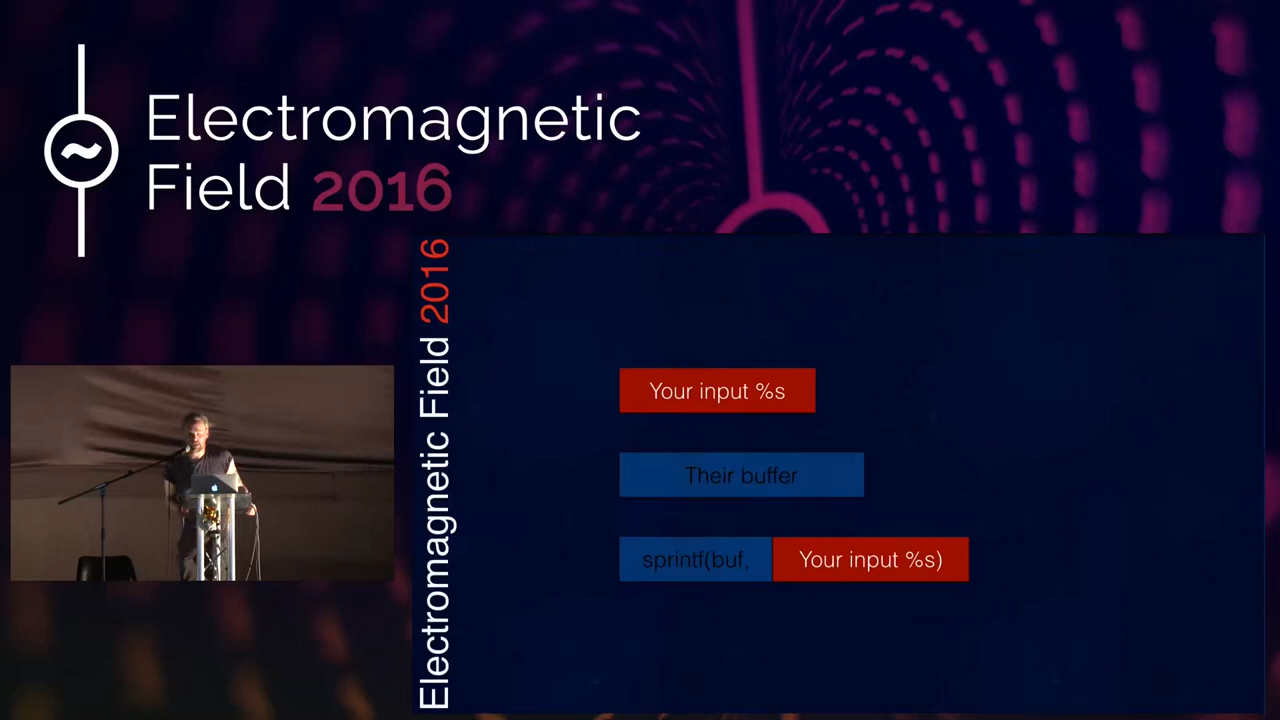 Electromagnetic
Field 2016
Electromagnetic Field 2016
Your input %s
Their buffer
sprintf(buf, Your input %s)